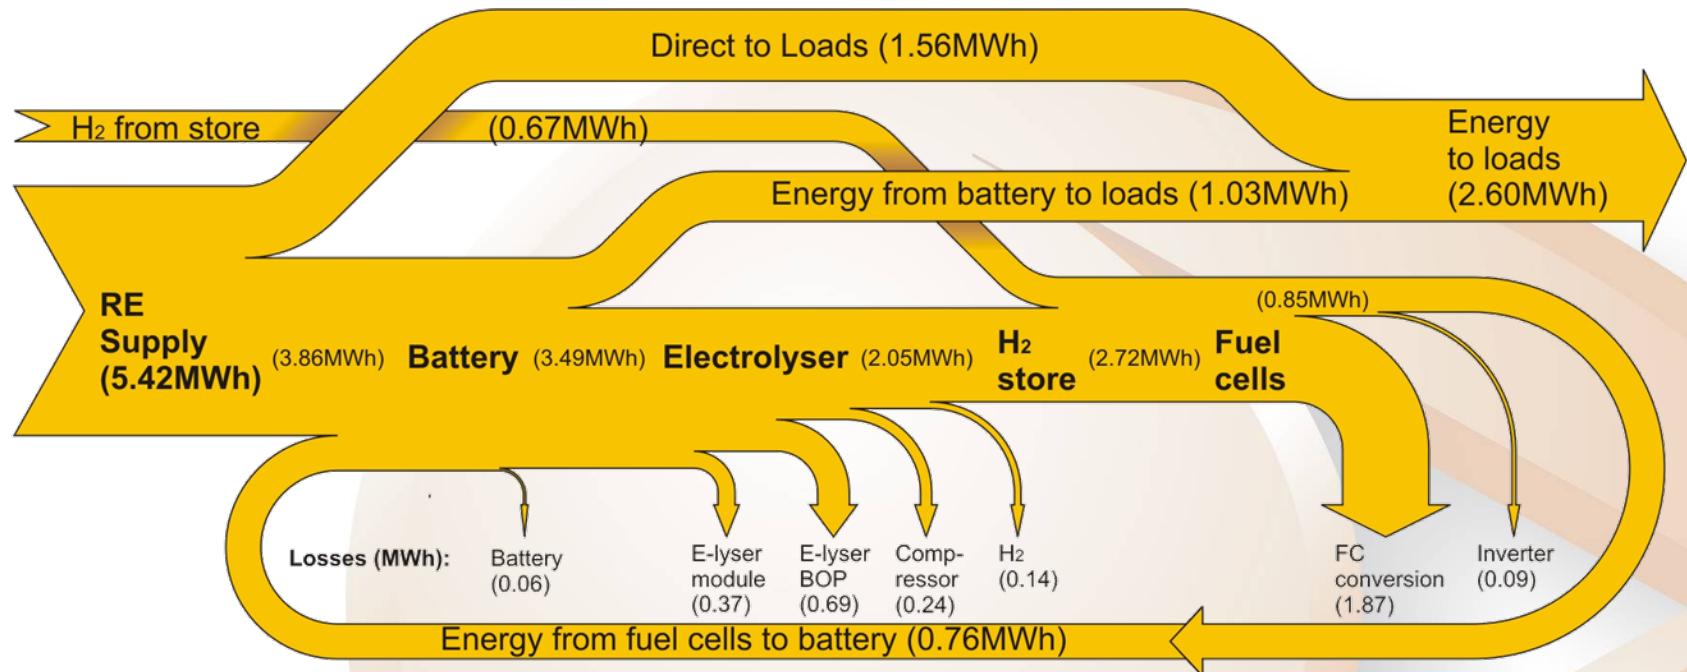 Direct to Loads (1.56MWh)
H2 from store
(0.67MWh)
Energy
to loads
(2.60MWh)
Energy from battery to loads (1.03MWh)
(0.85MWh)
RE
Supply
(5.42MWh)
(3.86MWh)
Battery
(3.49MWh)
Electrolyser
(2.05MWh)
H2
store
(2.72MWh)
Fuel
cells
Losses (MWh):
Battery
(0.06)
E-lyser
module
(0.37)
E-lyser
BOP
(0.69)
Comp-
ressor
(0.24)
H2
(0.14)
FC
conversion
(1.87)
Inverter
(0.09)
Energy from fuel cells to battery (0.76MWh)